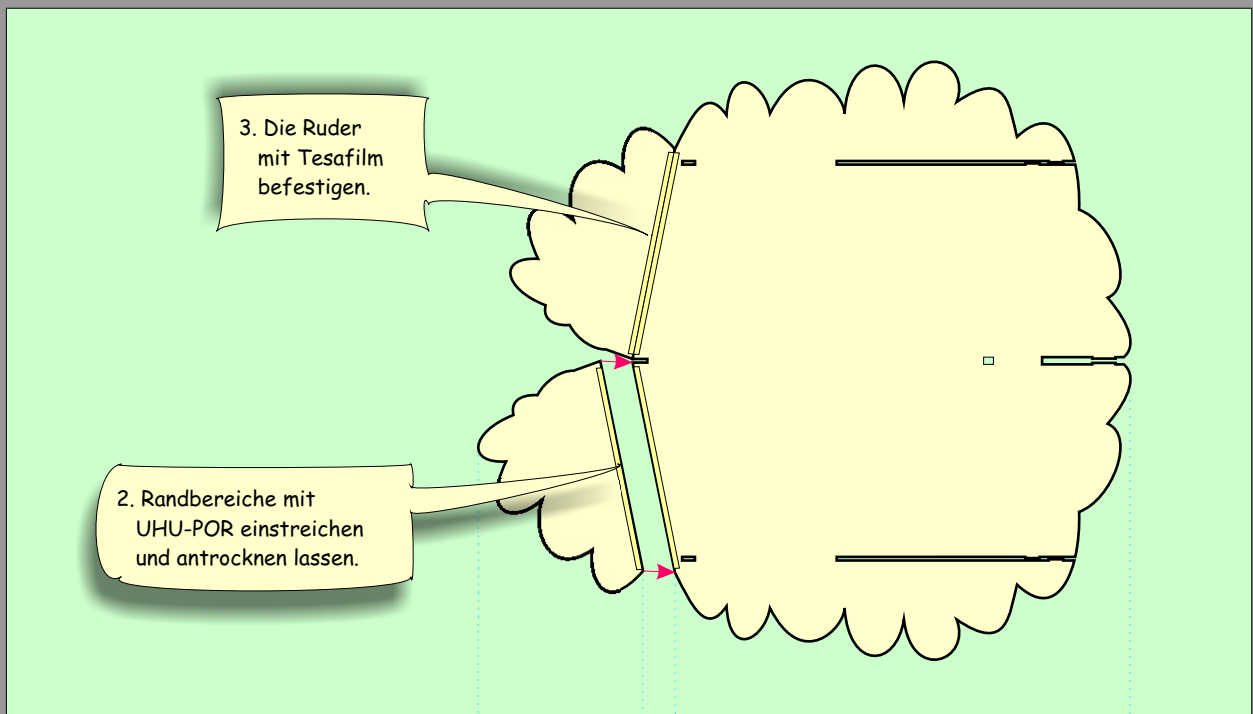 3. Die Ruder
mit Tesafilm
befestigen.
2. Randbereiche mit
UHU-POR einstreichen
und antrocknen lassen.